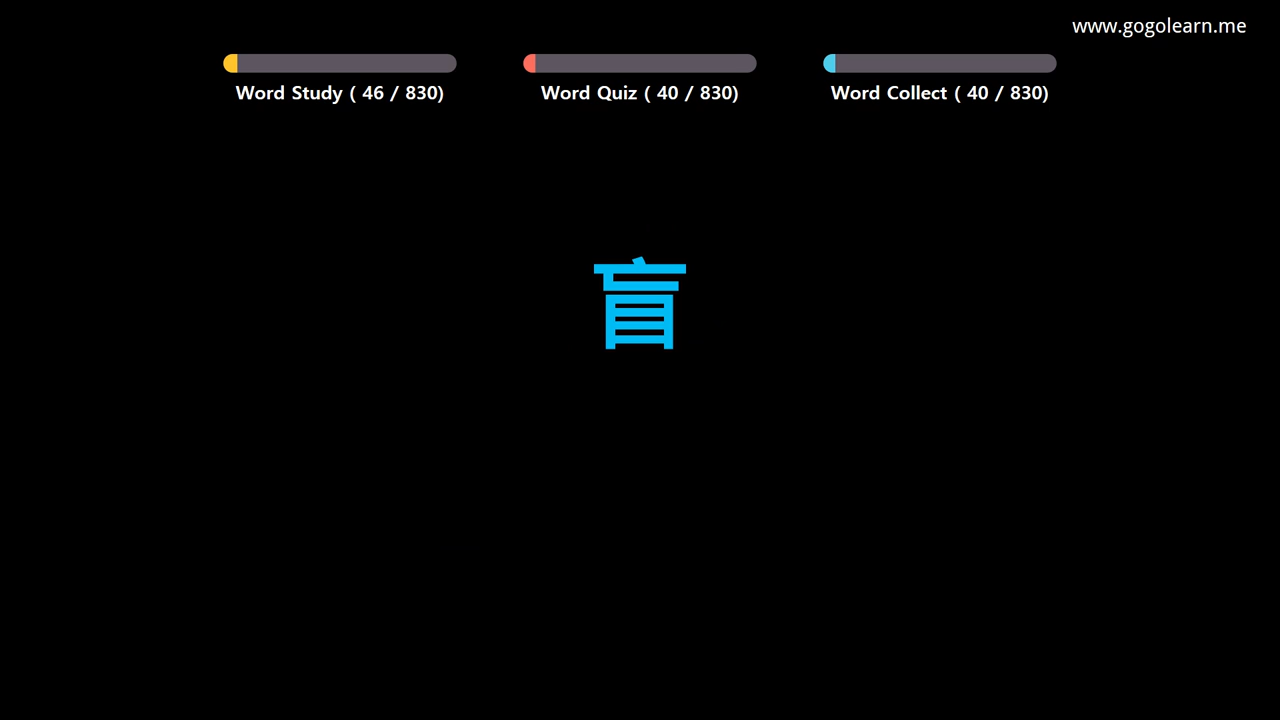 www.gogolearn.me
Word Study ( 46 / 830)
Word Quiz ( 40 / 830)
Word Collect ( 40 / 830)
盲